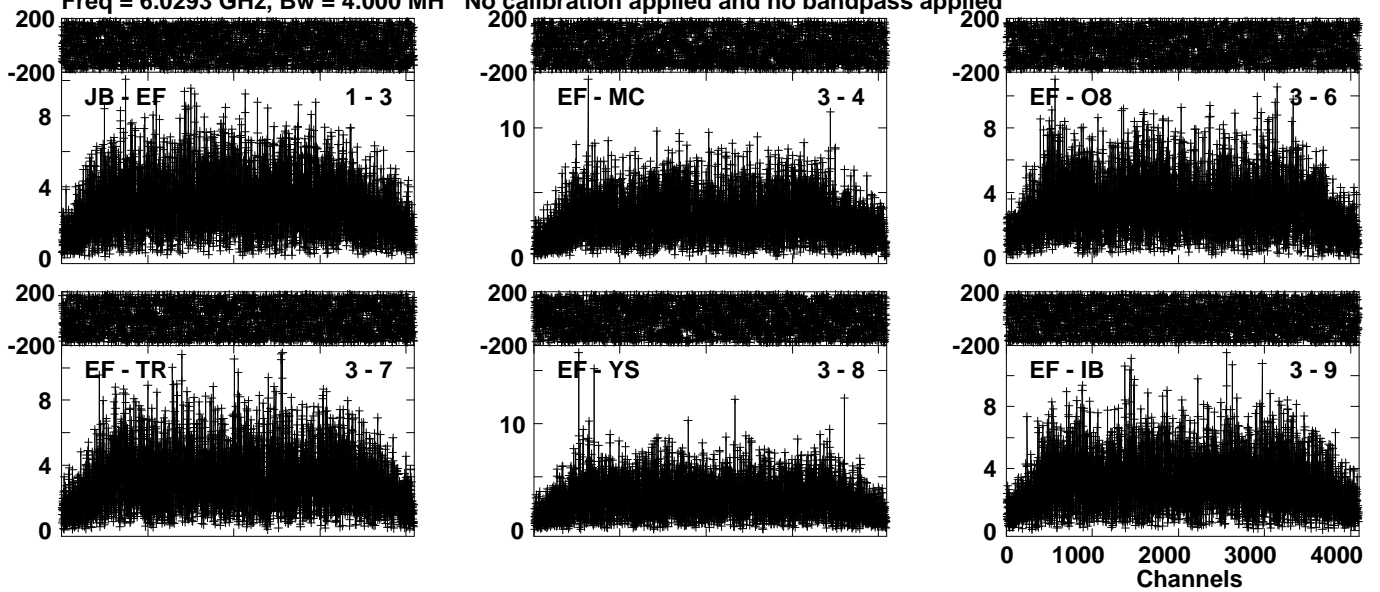 Freq = 6.0293 GHz, Bw = 4.000 MH No calibration applied and no bandpass applied
200 200 200
-200 -200 -200
JB - EF 1 - 3 EF - MC 3 - 4 EF - O8 3 - 6
8 10 8
4 4
0 0 0
200 200 200
-200 -200 -200
EF - TR 3 - 7 EF - YS 3 - 8 EF - IB 3 - 9
8 10 8
4 4
0 0 0
0 1000 2000 3000 4000
Channels